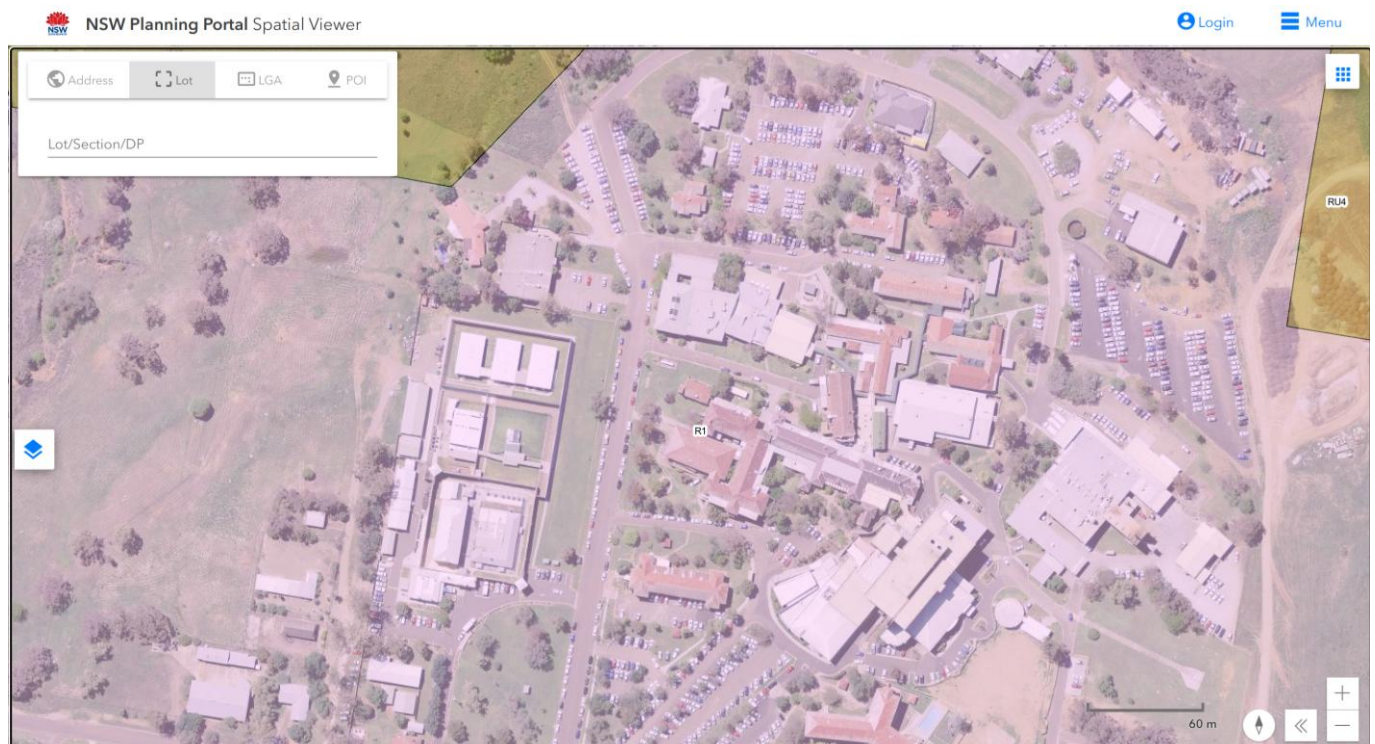 NSW
NSW Planning Portal Spatial Viewer
Login
Menu
Address
Lot
LGA
POI
Lot/Section/DP
RU4
R1
60 m